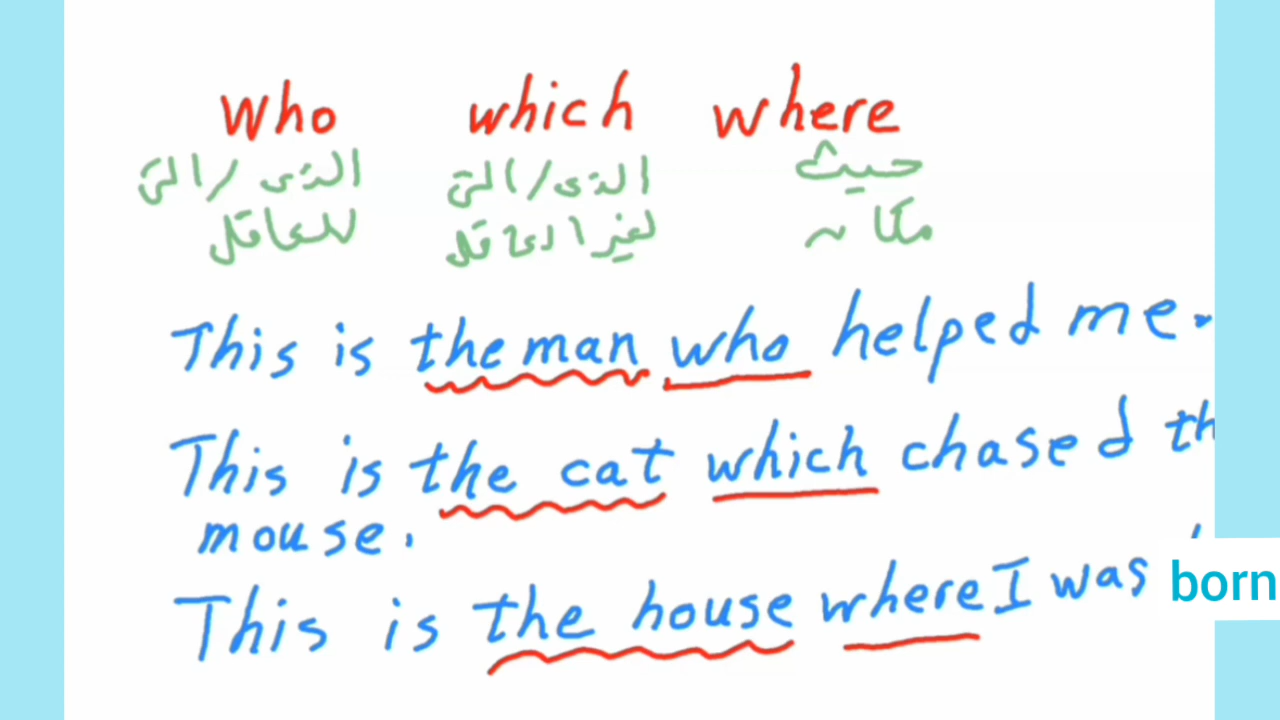 who which where
الذى / التى الذى / التى حيث
للعاقل لغير العاقل مكان
This is the man who helped me.
This is the cat which chased th
mouse.
This is the house where I was born